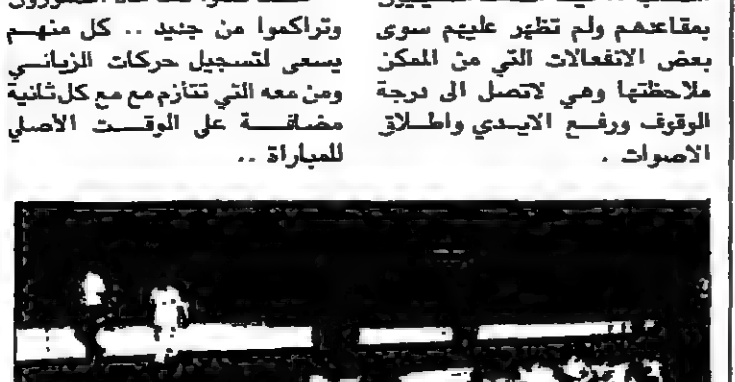 بمقاعدهم ولم تظهر عليهم سوى
بعض الانفعالات التي من الممكن
ملاحظتها وهي لاتصل الى درجة
الوقوف ورفع الايدي واطلاق
الاصوات .
وتراكموا من جديد .. كل منهم
يسعى لتسجيل حركات الزياني
ومن معه التي تتأزم مع مع كل ثانية
مضافة على الوقت الأصلي
للمباراة ..